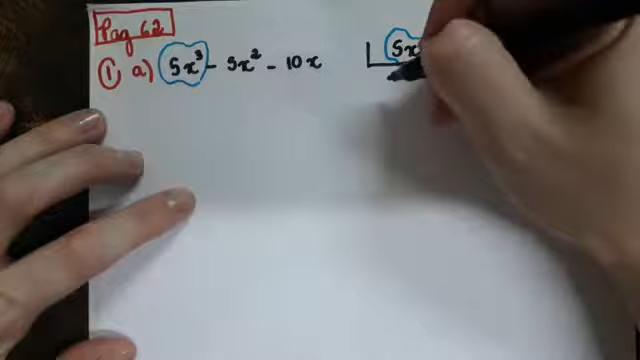 Pag 62
① a) 5x³ - 5x² - 10x 5x